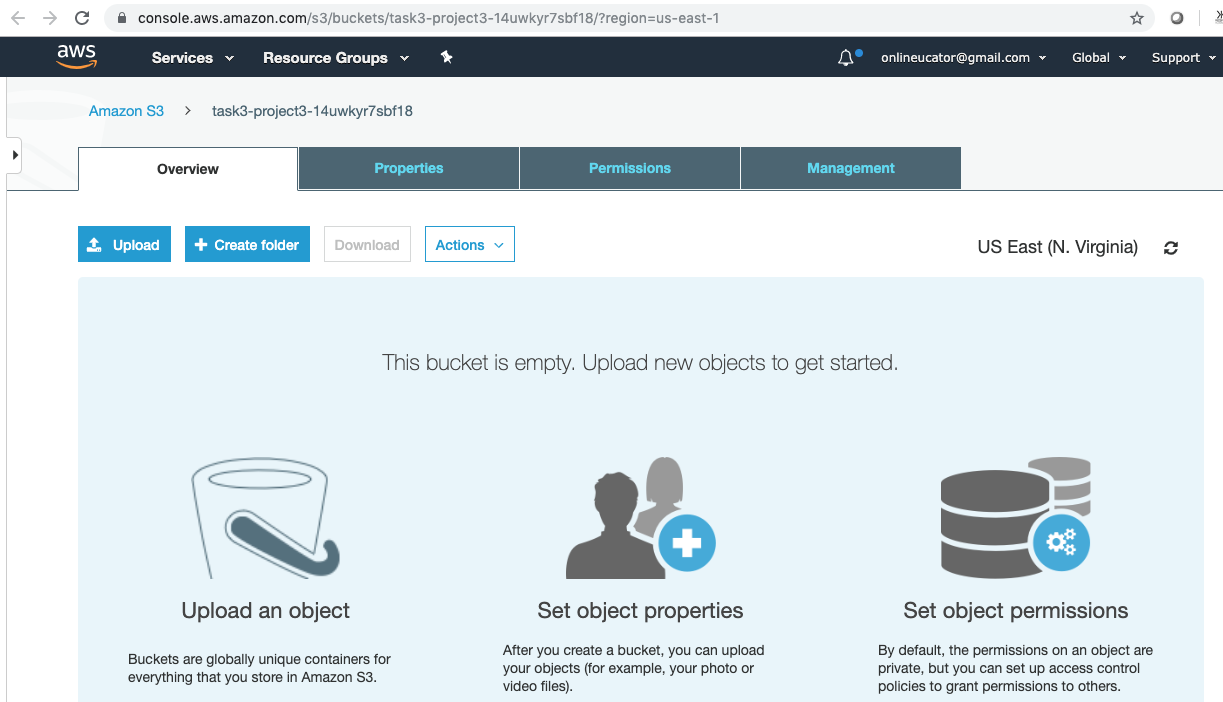 console.aws.amazon.com/s3/buckets/task3-project3-14uwkyr7sbf18/?region=us-east-1
aws Services Resource Groups onlineucator@gmail.com Global Support
Amazon S3 > task3-project3-14uwkyr7sbf18
Overview Properties Permissions Management
Upload Create folder Download Actions US East (N. Virginia)
This bucket is empty. Upload new objects to get started.
Upload an object
Buckets are globally unique containers for
everything that you store in Amazon S3.
Set object properties
After you create a bucket, you can upload
your objects (for example, your photo or
video files).
Set object permissions
By default, the permissions on an object are
private, but you can set up access control
policies to grant permissions to others.